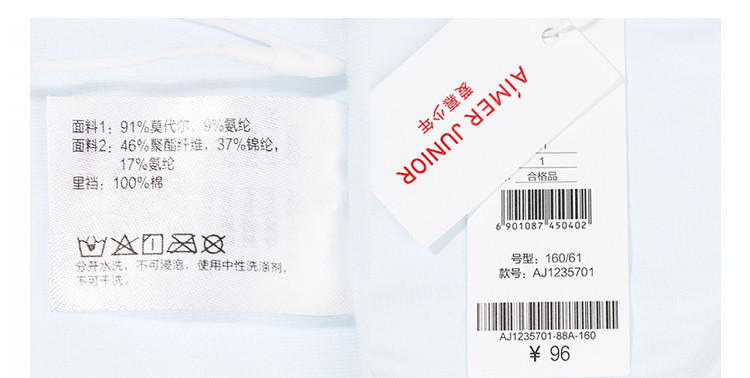 面料1：91%莫代尔，9%氨纶
面料2：46%聚酯纤维，37%锦纶，
17%氨纶
里裆：100%棉
分开水洗，不可浸泡，使用中性洗涤剂，
不可干洗。
AIMER JUNIOR
爱慕少年
1
合格品
6 901087 450402
号型：160/61
款号：AJ1235701
AJ1235701-88A-160
¥ 96